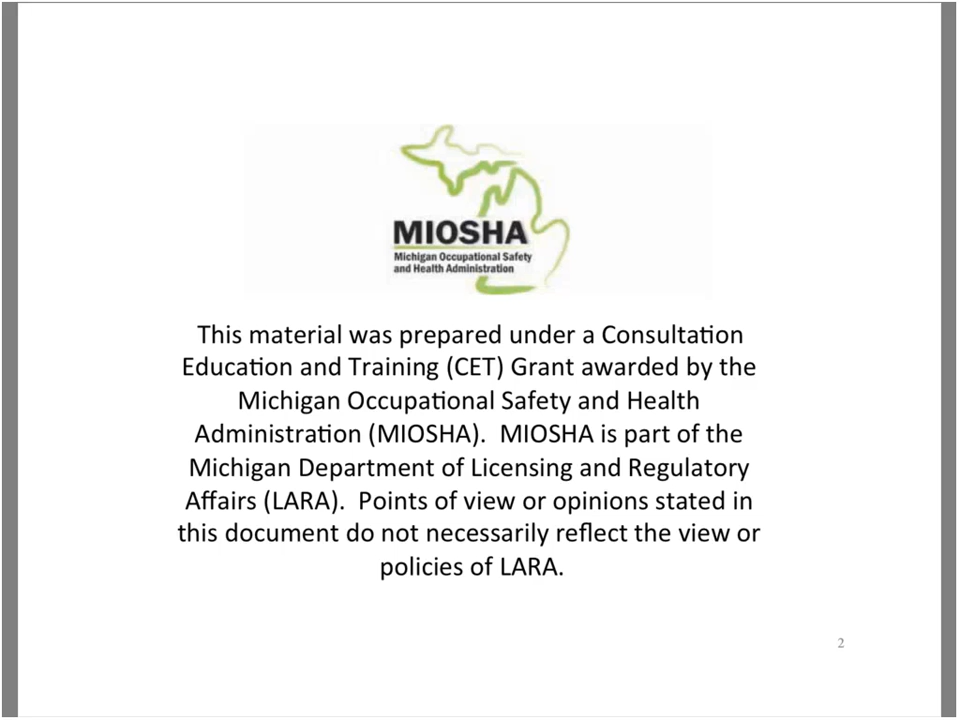 MIOSHA
Michigan Occupational Safety
and Health Administration
This material was prepared under a Consultation
Education and Training (CET) Grant awarded by the
Michigan Occupational Safety and Health
Administration (MIOSHA).  MIOSHA is part of the
Michigan Department of Licensing and Regulatory
Affairs (LARA).  Points of view or opinions stated in
this document do not necessarily reflect the view or
policies of LARA.
2